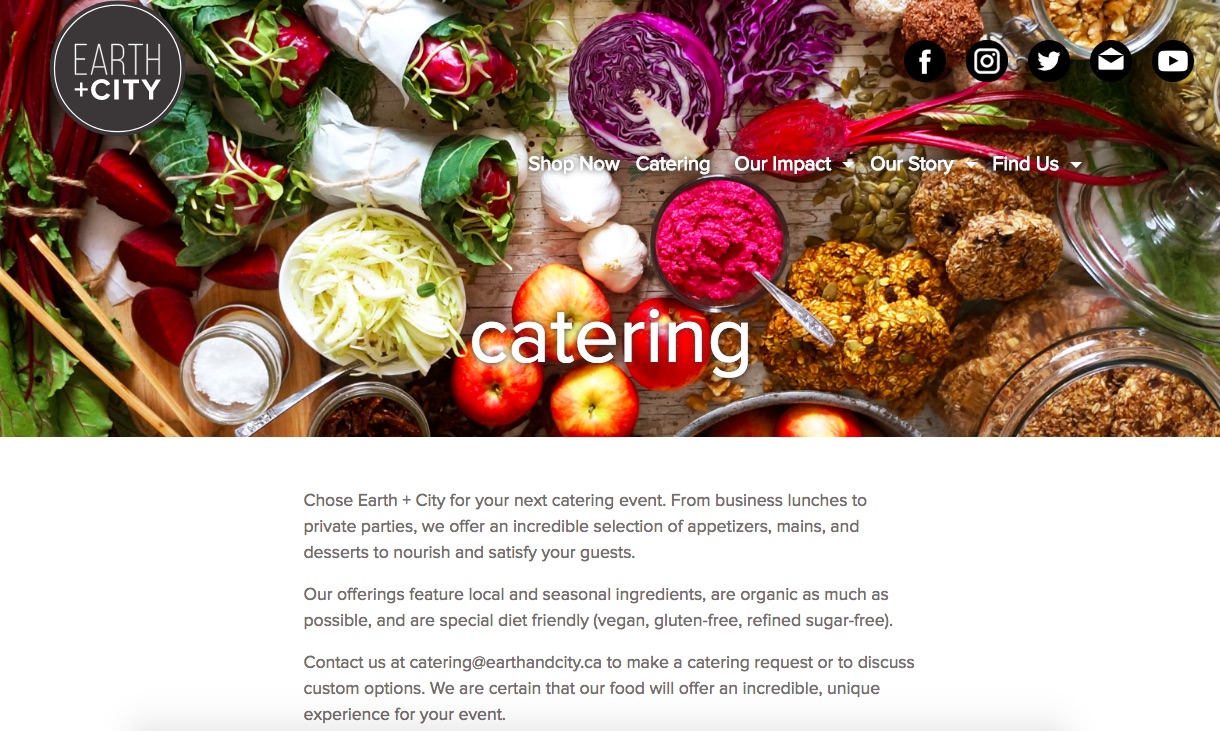 EARTH
+CITY
Shop Now Catering Our Impact Our Story Find Us
catering
Chose Earth + City for your next catering event. From business lunches to
private parties, we offer an incredible selection of appetizers, mains, and
desserts to nourish and satisfy your guests.
Our offerings feature local and seasonal ingredients, are organic as much as
possible, and are special diet friendly (vegan, gluten-free, refined sugar-free).
Contact us at catering@earthandcity.ca to make a catering request or to discuss
custom options. We are certain that our food will offer an incredible, unique
experience for your event.